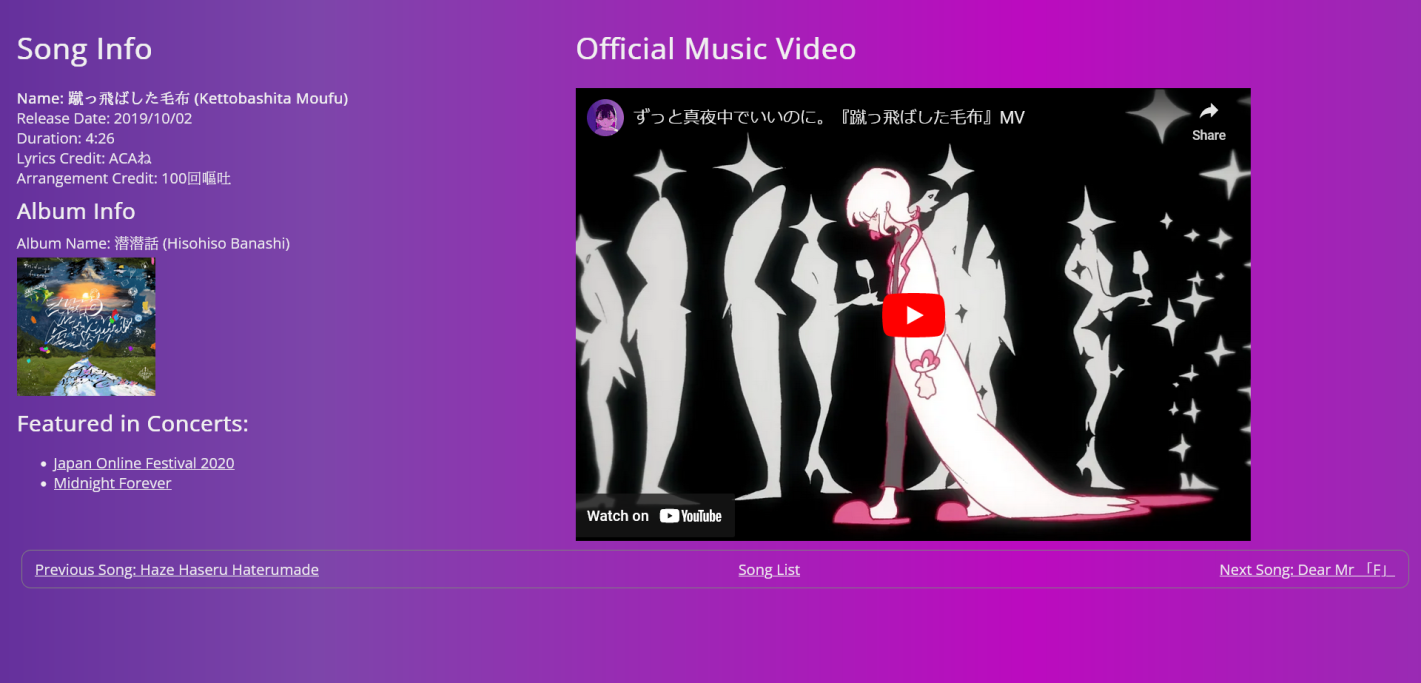 Song Info
Name: 蹴っ飛ばした毛布 (Kettobashita Moufu)
Release Date: 2019/10/02
Duration: 4:26
Lyrics Credit: ACAね
Arrangement Credit: 100回嘔吐
Album Info
Album Name: 潜潜話 (Hisohiso Banashi)
Featured in Concerts:
Japan Online Festival 2020
Midnight Forever
Official Music Video
ずっと真夜中でいいのに。『蹴っ飛ばした毛布』MV
Share
Watch on YouTube
Previous Song: Haze Haseru Haterumade
Song List
Next Song: Dear Mr 「F」